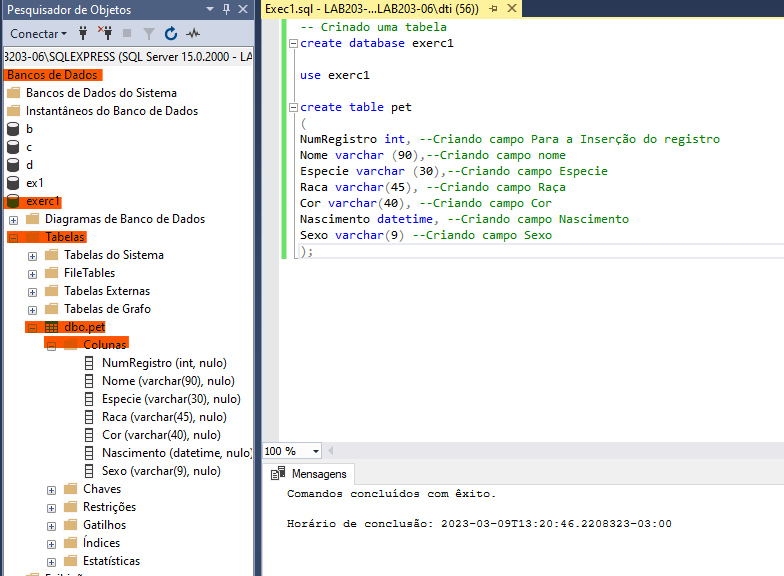 Pesquisador de Objetos
Conectar
B203-06\SQLEXPRESS (SQL Server 15.0.2000 - LA
Bancos de Dados
Bancos de Dados do Sistema
Instantâneos do Banco de Dados
b
c
d
ex1
exerc1
Diagramas de Banco de Dados
Tabelas
Tabelas do Sistema
FileTables
Tabelas Externas
Tabelas de Grafo
dbo.pet
Colunas
NumRegistro (int, nulo)
Nome (varchar(90), nulo)
Especie (varchar(30), nulo)
Raca (varchar(45), nulo)
Cor (varchar(40), nulo)
Nascimento (datetime, nulo)
Sexo (varchar(9), nulo)
Chaves
Restrições
Gatilhos
Índices
Estatísticas
Exec1.sql - LAB203-...LAB203-06\dti (56))
-- Crinado uma tabela
create database exerc1
use exerc1
create table pet
(
NumRegistro int, --Criando campo Para a Inserção do registro
Nome varchar (90),--Criando campo nome
Especie varchar (30),--Criando campo Especie
Raca varchar(45), --Criando campo Raça
Cor varchar(40), --Criando campo Cor
Nascimento datetime, --Criando campo Nascimento
Sexo varchar(9) --Criando campo Sexo
);
100 %
Mensagens
Comandos concluídos com êxito.
Horário de conclusão: 2023-03-09T13:20:46.2208323-03:00